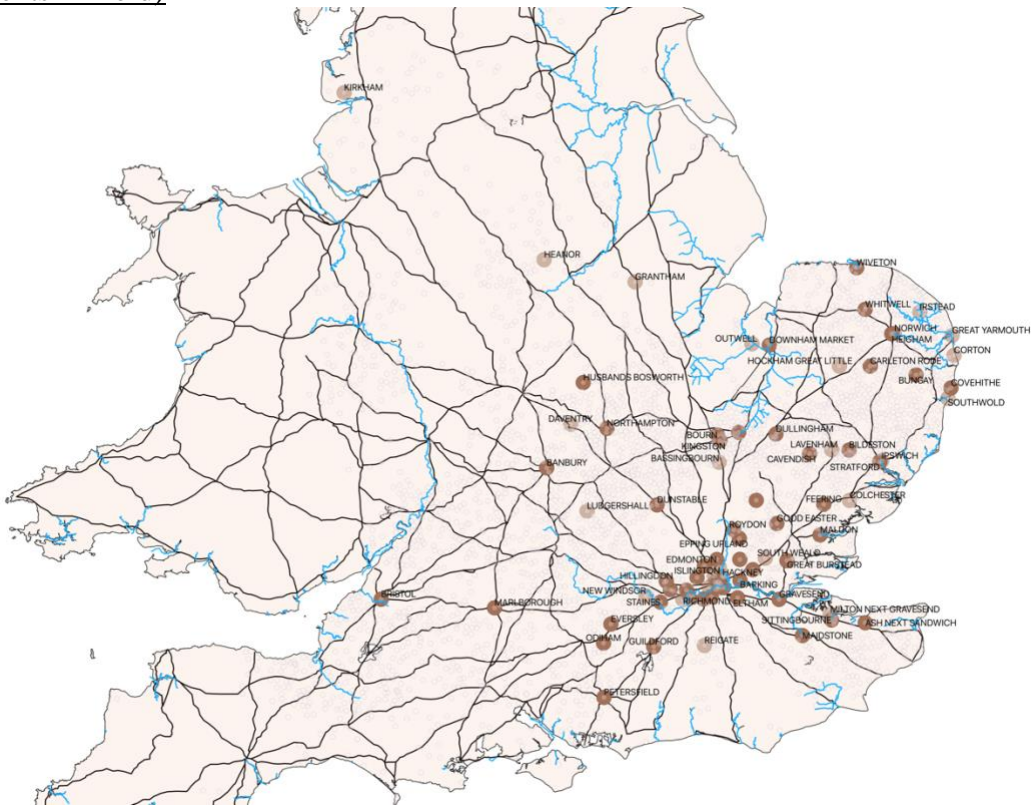 KIRKHAM
HEANOR
GRANTHAM
WIVETON
WHITWELL
IRSTEAD
NORWICH
HEIGHAM
GREAT YARMOUTH
OUTWELL
DOWNHAM MARKET
CORTON
HOCKHAM GREAT LITTLE
CARLETON RODE
BUNGAY
COVEHITHE
HUSBANDS BOSWORTH
SOUTHWOLD
DAVENTRY
NORTHAMPTON
BOURN
DULLINGHAM
KINGSTON
LAVENHAM
BILDESTON
BASSINGBOURN
CAVENDISH
IPSWICH
STRATFORD
BANBURY
LUDGERSHALL
DUNSTABLE
FEERING
COLCHESTER
ROYDON
GOOD EASTER
MALDON
EPPING UPLAND
EDMONTON
SOUTH WEALD
GREAT BURSTEAD
ISLINGTON
HACKNEY
HILLINGDON
BARKING
NEW WINDSOR
BRISTOL
MARLBOROUGH
STAINES
RICHMOND
ELTHAM
GRAVESEND
MILTON NEXT GRAVESEND
SITTINGBOURNE
ASH NEXT SANDWICH
EVERSLEY
MAIDSTONE
ODIHAM
GUILDFORD
REIGATE
PETERSFIELD